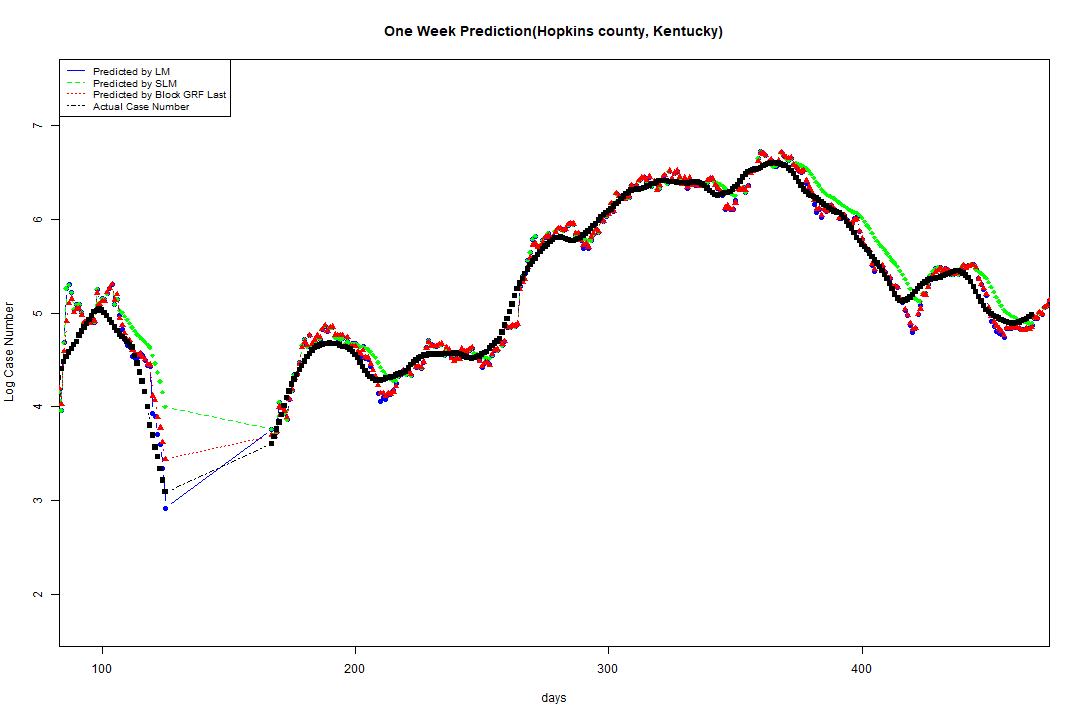 One Week Prediction(Hopkins county, Kentucky)
Predicted by LM
Predicted by SLM
Predicted by Block GRF Last
Actual Case Number
Log Case Number
7
6
5
4
3
2
100 200 300 400
days